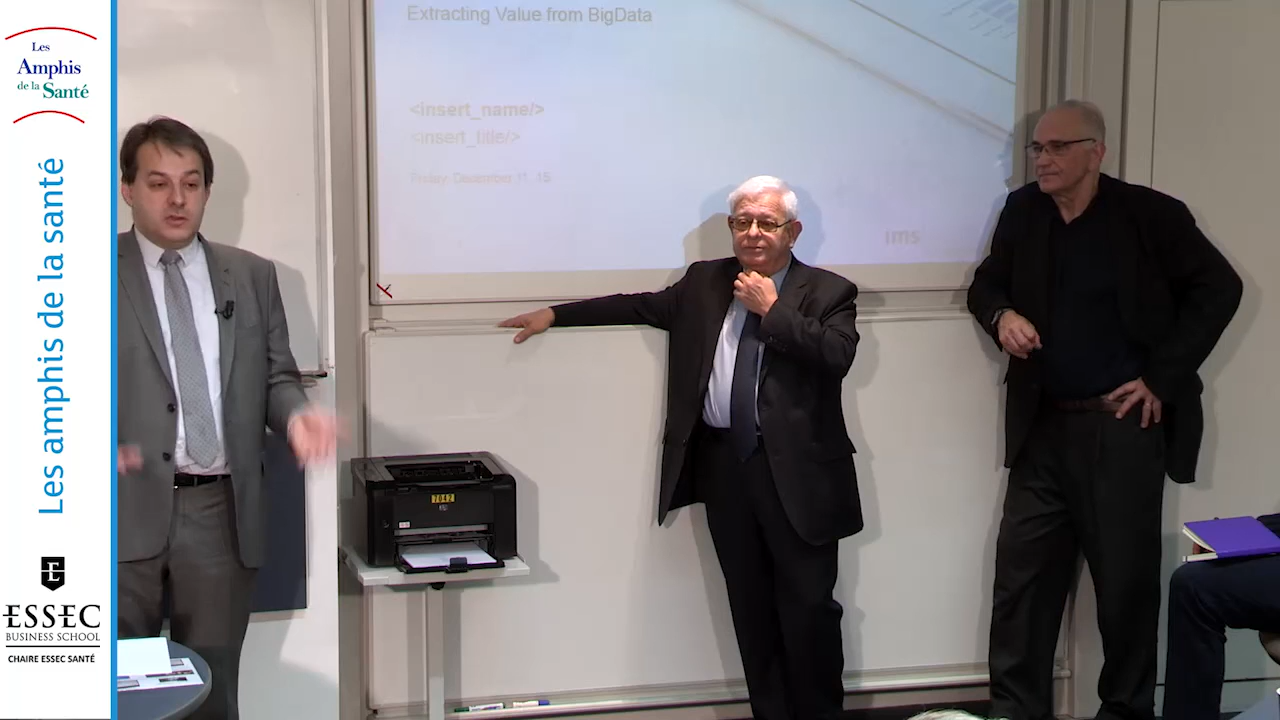 Les
Amphis
de la Santé
Les amphis de la santé
ESSEC
BUSINESS SCHOOL
CHAIRE ESSEC SANTÉ
Extracting Value from BigData
<insert_name/>
<insert_title/>
Friday, December 11, 15
ims
7042